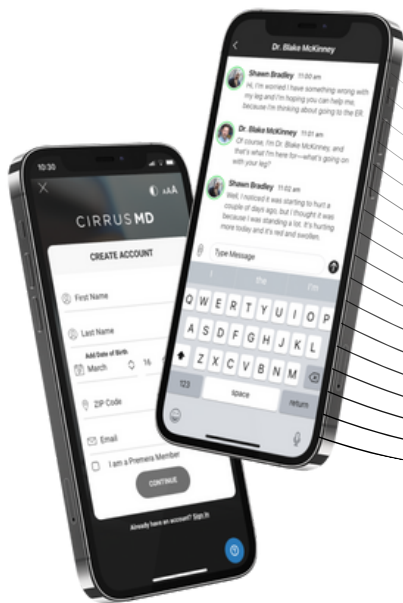 Dr. Blake McKinney
Shawn Bradley 11:00 am
Hi, I'm worried I have something wrong with
my leg and I'm hoping you can help me,
because I'm thinking about going to the ER.
Dr. Blake McKinney 11:01 am
Of course, I'm Dr. Blake McKinney, and
that's what I'm here for—what's going on
with your leg?
Shawn Bradley 11:02 am
Well, I noticed it was starting to hurt a
couple of days ago, but I thought it was
because I was standing a lot. It's hurting
more today and it's red and swollen.
Type Message
I the I'm
Q W E R T Y U I O P
A S D F G H J K L
Z X C V B N M
123 space return
10:30
AAA
CIRRUSMD
CREATE ACCOUNT
First Name
Last Name
Add Date of Birth
March 16
ZIP Code
Email
I am a Premera Member
CONTINUE
Already have an account? Sign In